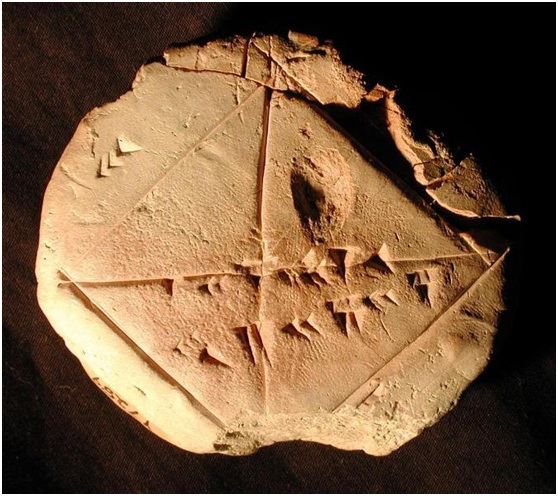 𒌍
𒁹 𒎙𒐘 𒐐𒁹 𒌋
𒐏𒐖 𒎙𒐙 𒌍𒐙